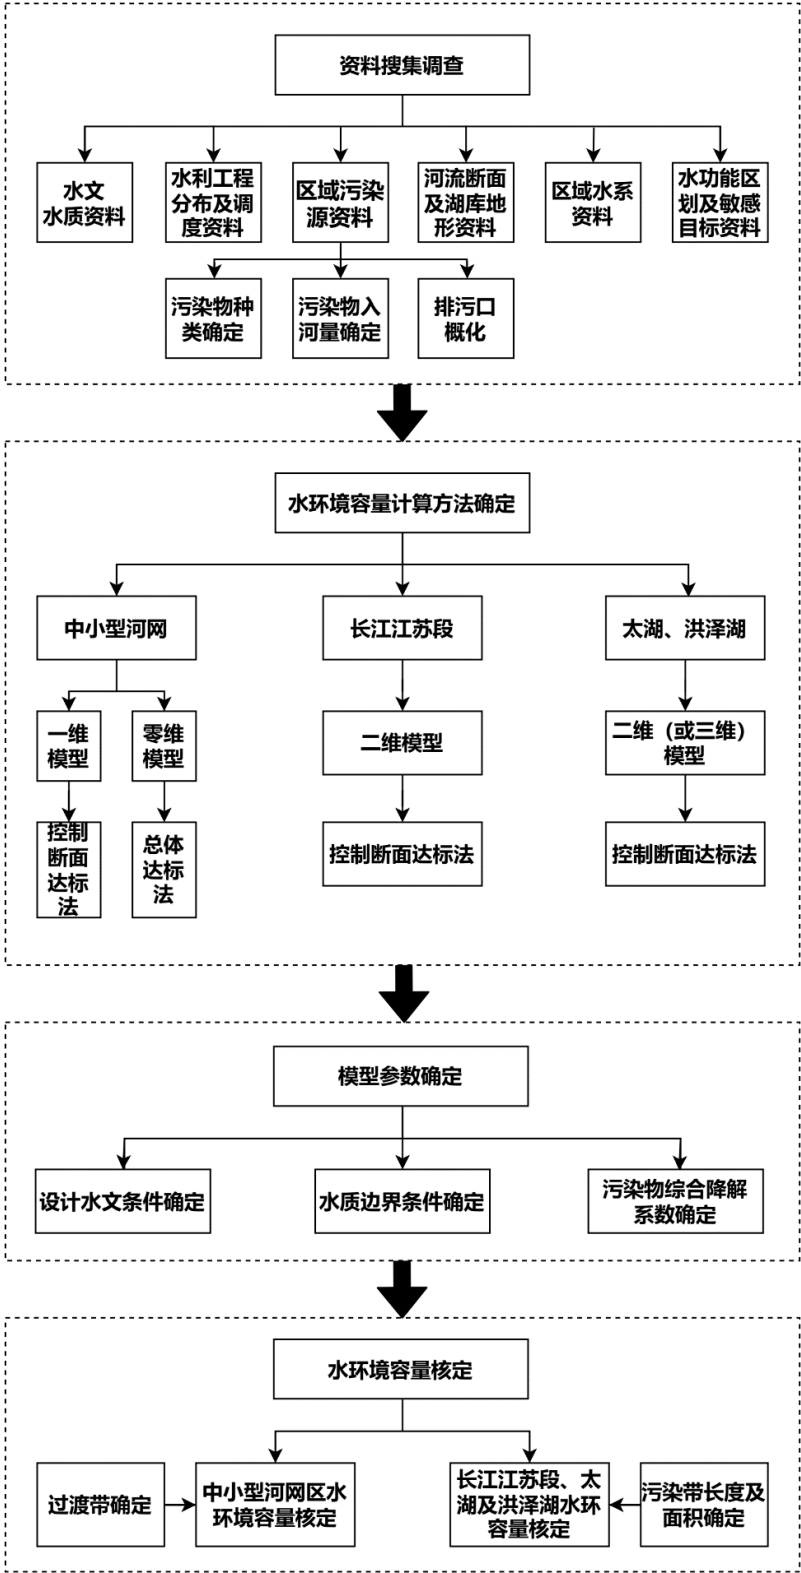 资料搜集调查
水文
水质资料
水利工程
分布及调
度资料
区域污染
源资料
河流断面
及湖库地
形资料
区域水系
资料
水功能区
划及敏感
目标资料
污染物种
类确定
污染物入
河量确定
排污口
概化
水环境容量计算方法确定
中小型河网
长江江苏段
太湖、洪泽湖
一维
模型
零维
模型
二维模型
二维（或三维）
模型
控制
断面
达标
法
总体
达标
法
控制断面达标法
控制断面达标法
模型参数确定
设计水文条件确定
水质边界条件确定
污染物综合降解
系数确定
水环境容量核定
过渡带确定
中小型河网区水
环境容量核定
长江江苏段、太
湖及洪泽湖水环
容量核定
污染带长度及
面积确定